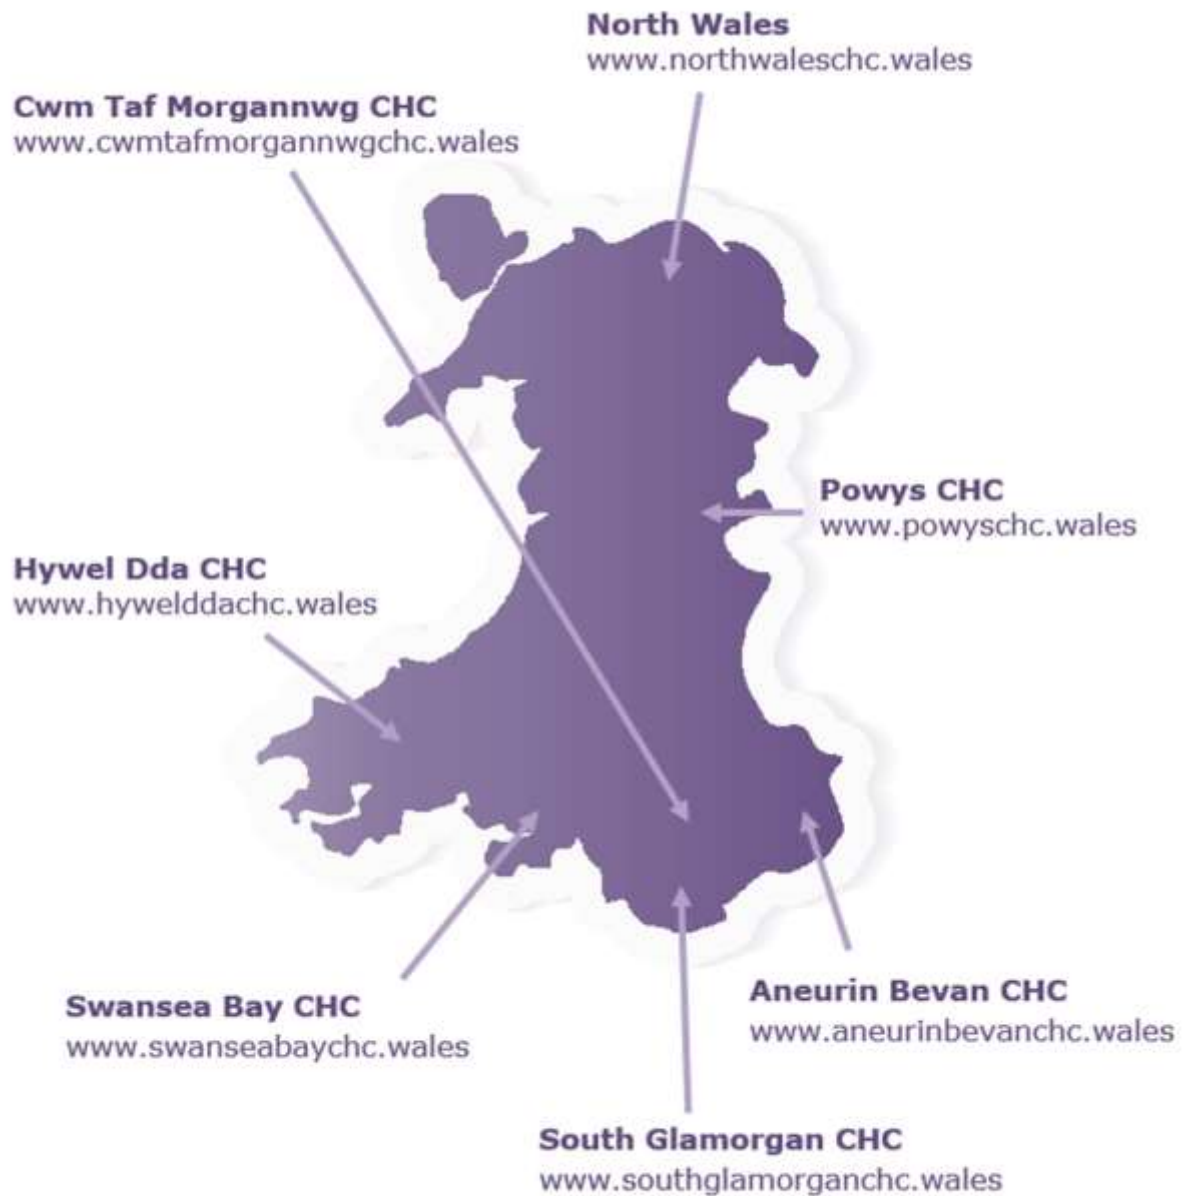 North Wales
www.northwaleschc.wales
Cwm Taf Morgannwg CHC
www.cwmtafmorgannwgchc.wales
Powys CHC
www.powyschc.wales
Hywel Dda CHC
www.hywelddachc.wales
Swansea Bay CHC
www.swanseabaychc.wales
Aneurin Bevan CHC
www.aneurinbevanchc.wales
South Glamorgan CHC
www.southglamorganchc.wales